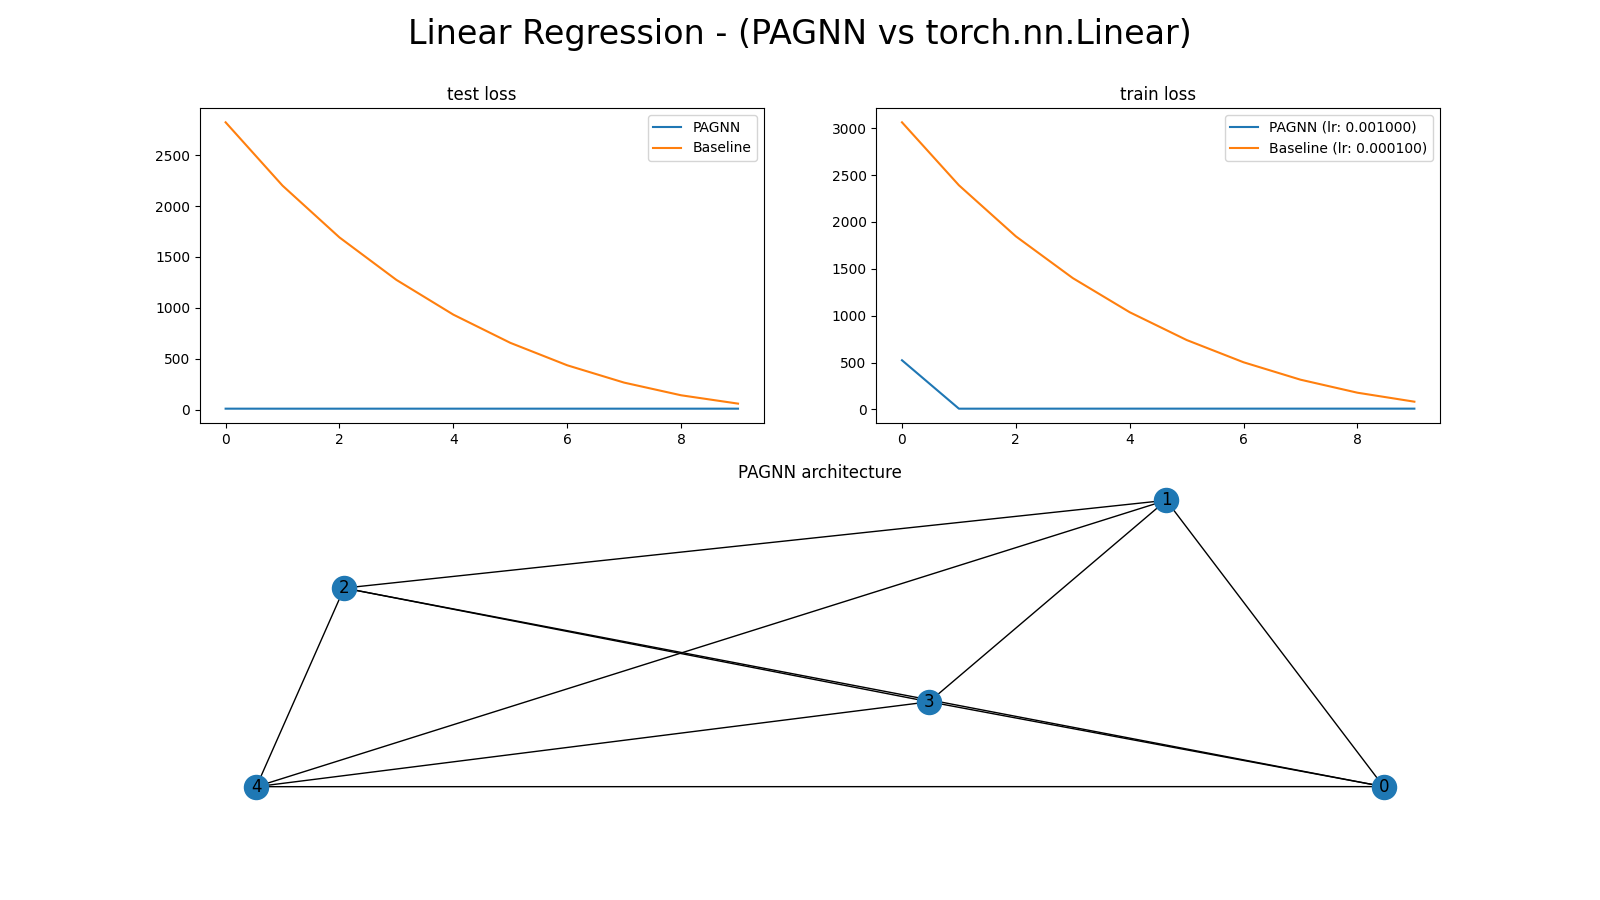 Linear Regression - (PAGNN vs torch.nn.Linear)
test loss
PAGNN
Baseline
2500
2000
1500
1000
500
0
0 2 4 6 8
train loss
PAGNN (lr: 0.001000)
Baseline (lr: 0.000100)
3000
2500
2000
1500
1000
500
0
0 2 4 6 8
PAGNN architecture
1
2
3
4
0